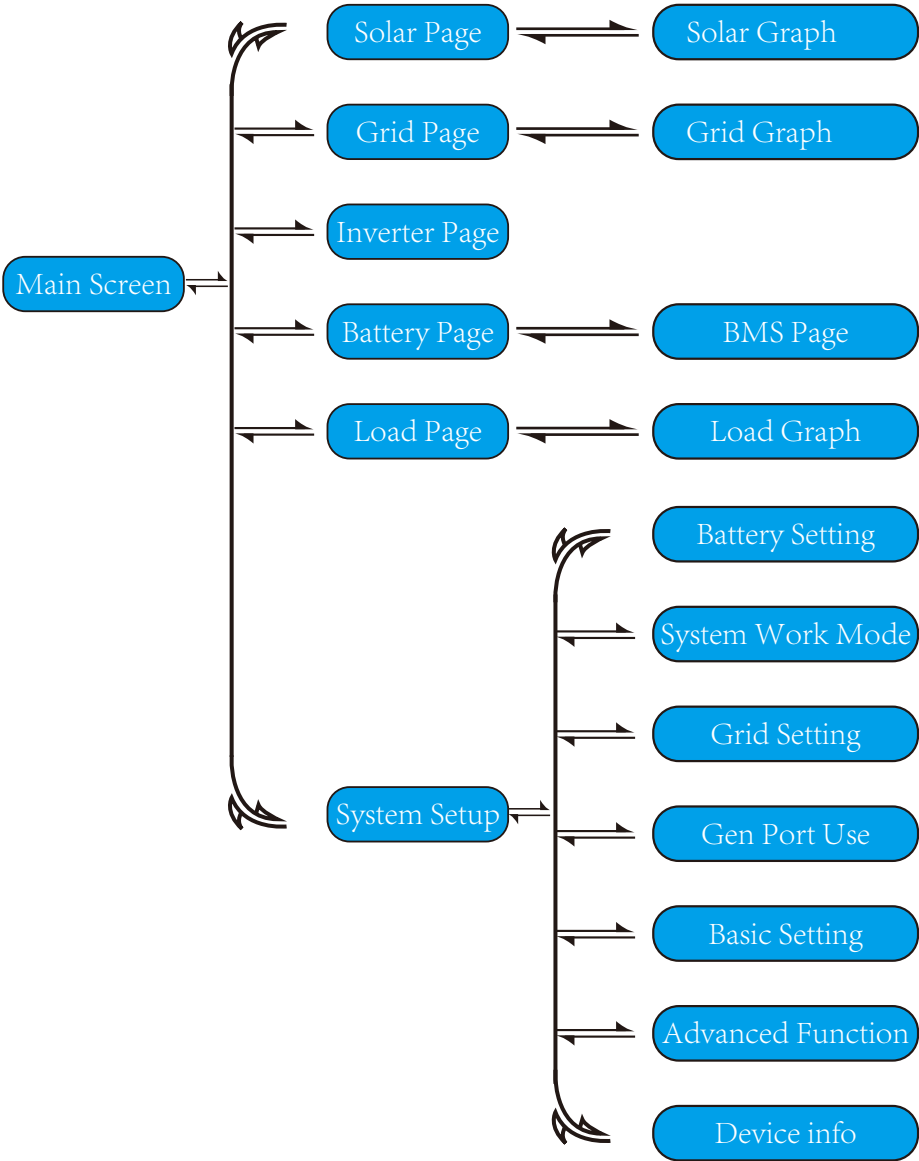 Solar Page
Solar Graph
Grid Page
Grid Graph
Inverter Page
Main Screen
Battery Page
BMS Page
Load Page
Load Graph
Battery Setting
System Work Mode
Grid Setting
System Setup
Gen Port Use
Basic Setting
Advanced Function
Device info